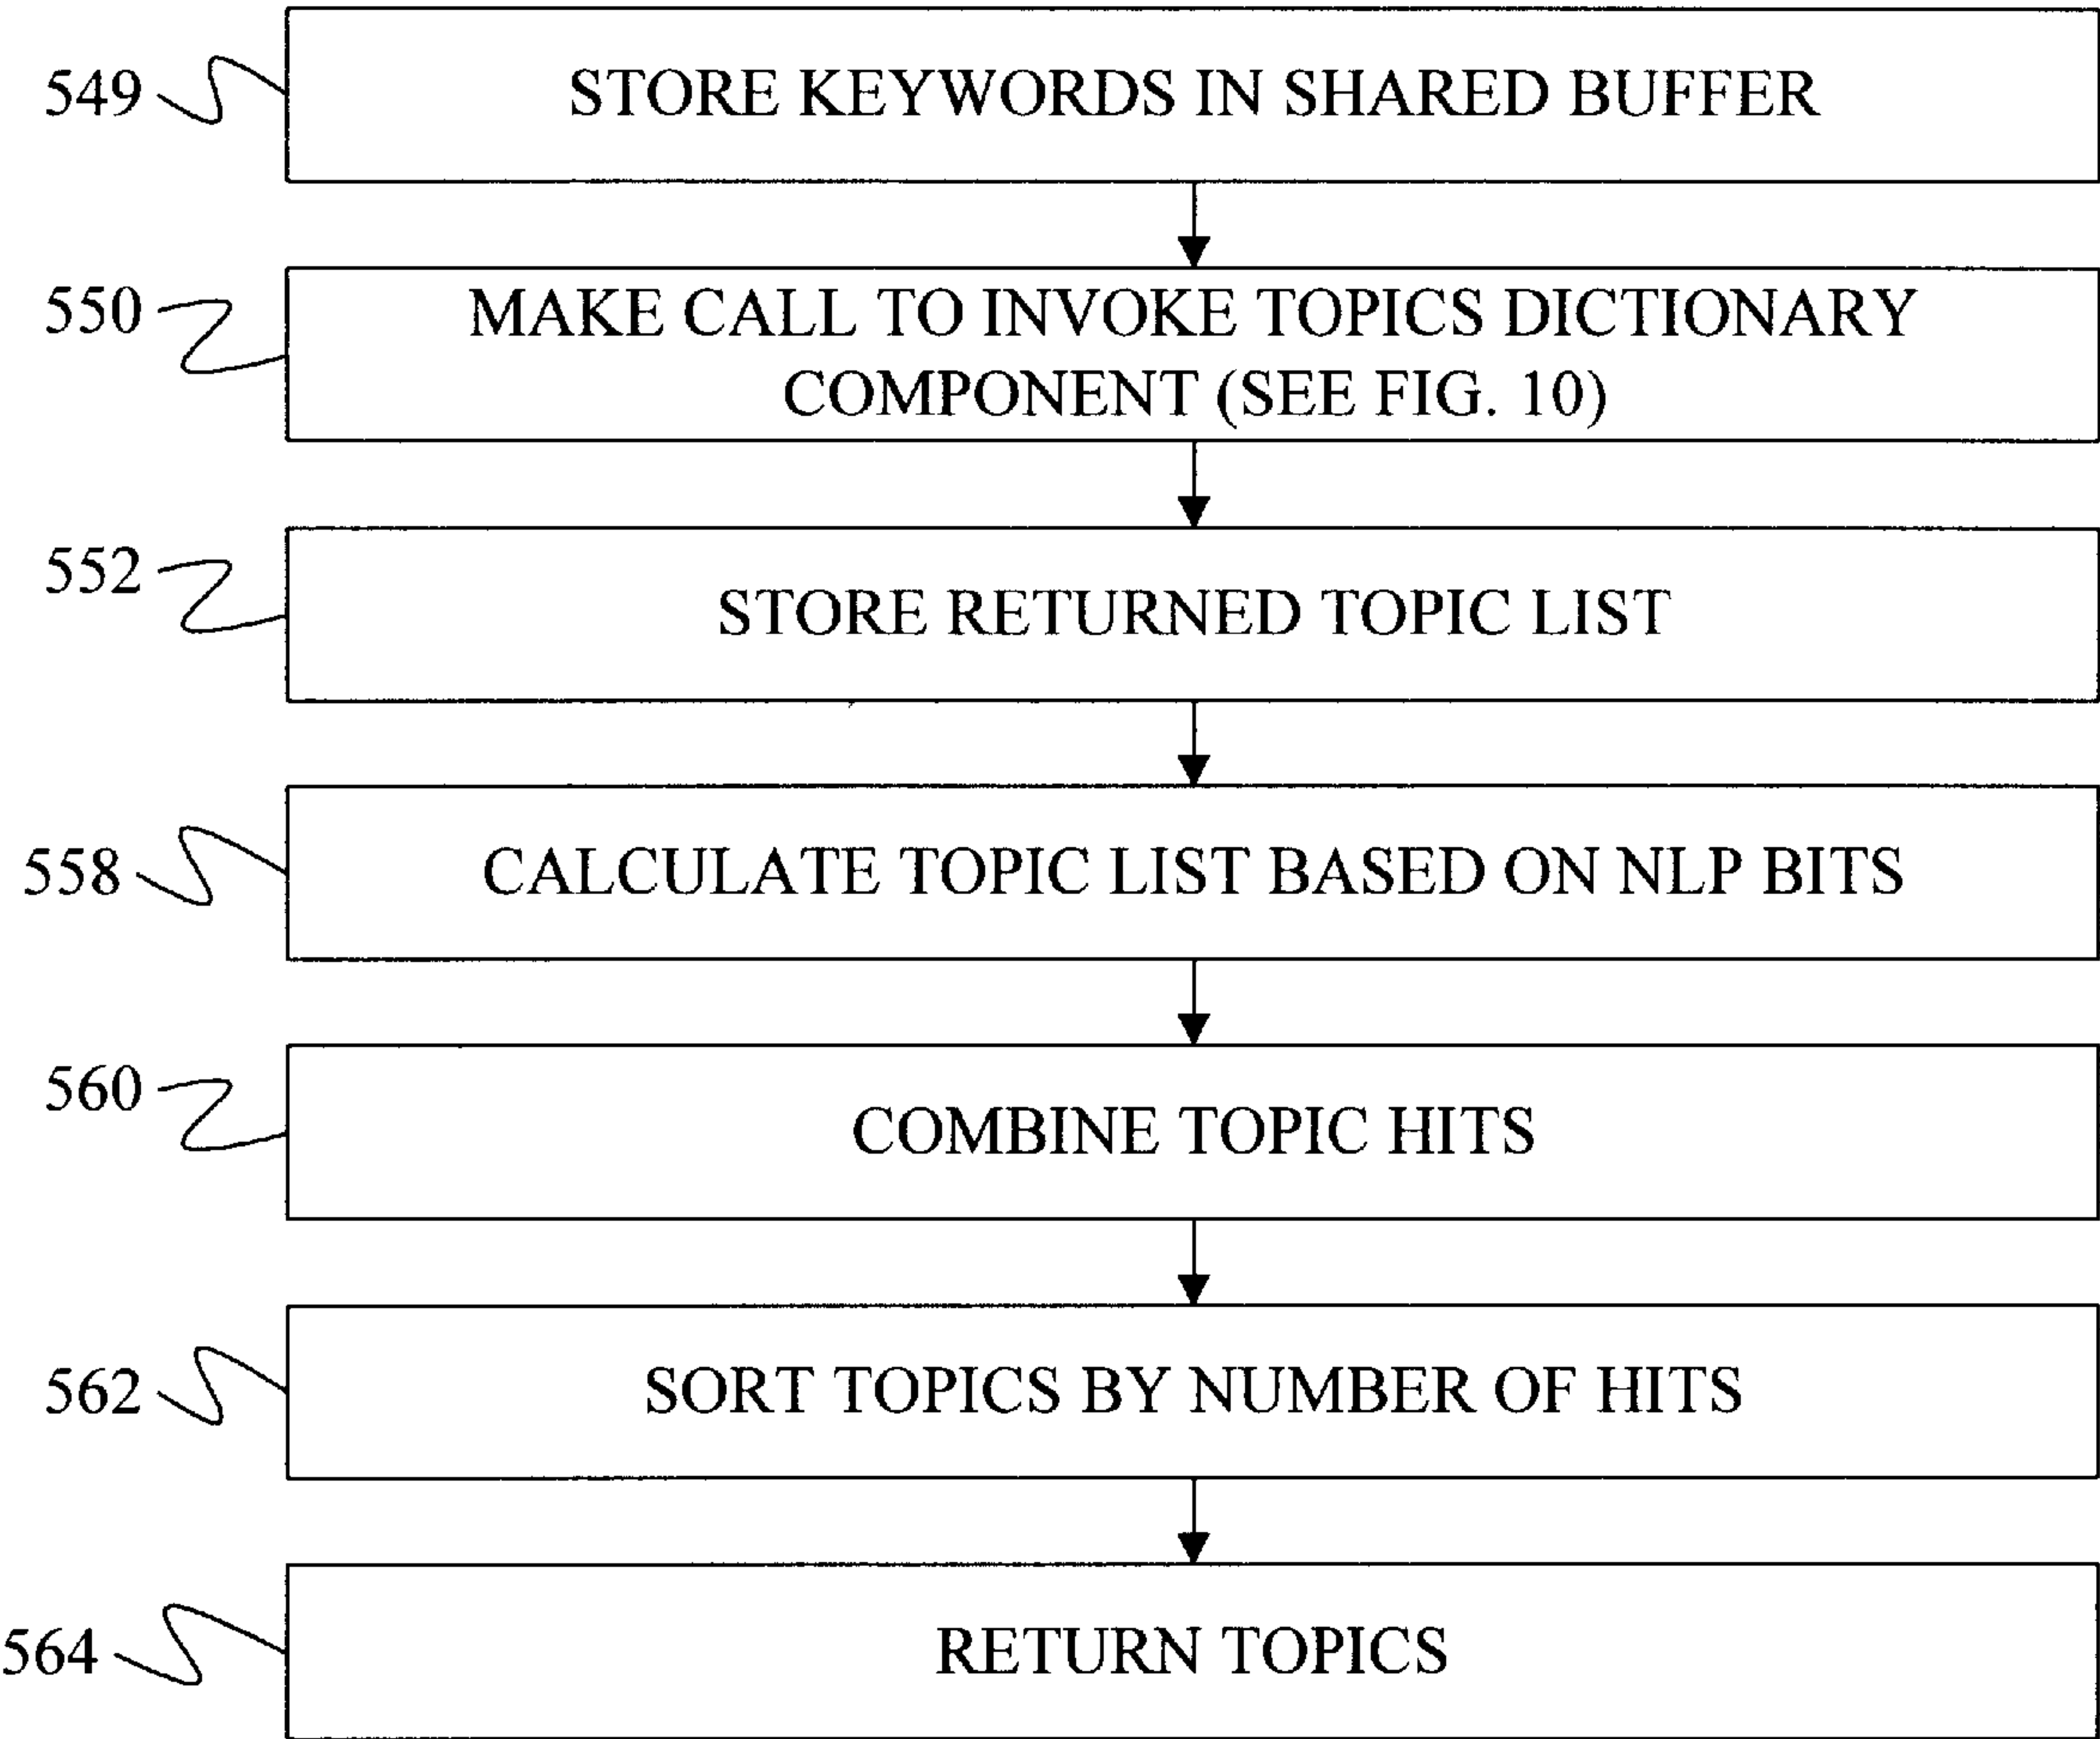 549
STORE KEYWORDS IN SHARED BUFFER
550
MAKE CALL TO INVOKE TOPICS DICTIONARY
COMPONENT (SEE FIG. 10)
552
STORE RETURNED TOPIC LIST
558
CALCULATE TOPIC LIST BASED ON NLP BITS
560
COMBINE TOPIC HITS
562
SORT TOPICS BY NUMBER OF HITS
564
RETURN TOPICS